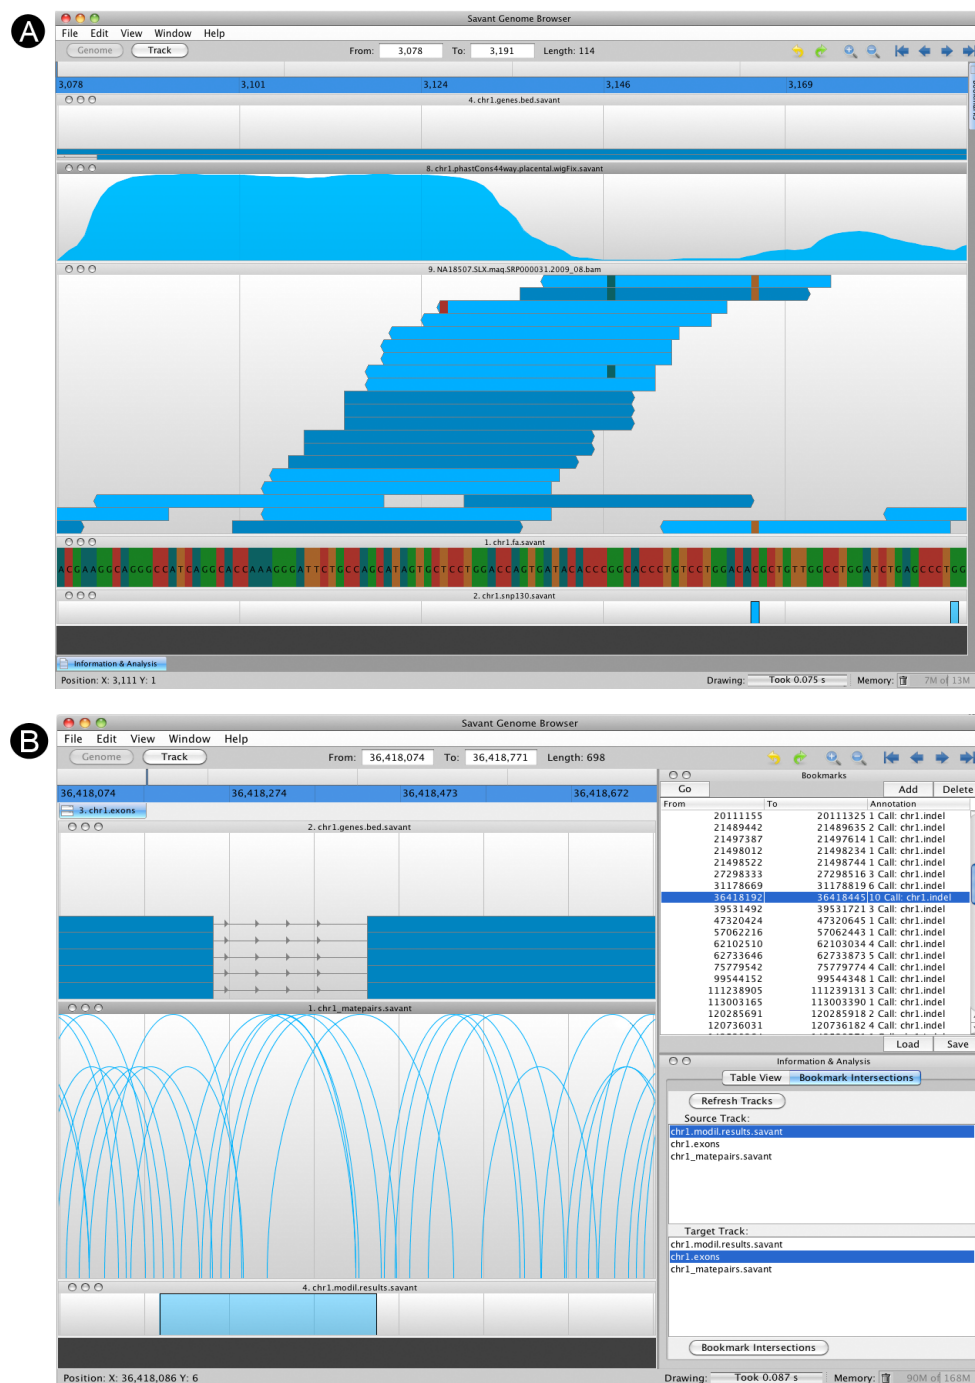 A
Savant Genome Browser
File Edit View Window Help
Genome Track From: 3,078 To: 3,191 Length: 114
3,078 3,101 3,124 3,146 3,169
4. chr1.genes.bed.savant
8. chr1.phastCons44way.placental.wigFix.savant
9. NA18507.SLX.maq.SRP000031.2009_08.bam
1. chr1.fa.savant
ACGAAGGCAGGGCCATCAGGCACCAAAGGGATTCTGCCAGCATAGTGCTCCTGGACCAGTGATACACCCGGCACCCTGTCCTGGACACGCTGTTGGCCTGGATCTGAGCCCTGG
2. chr1.snp130.savant
Information & Analysis
Position: X: 3,111 Y: 1 Drawing: Took 0.075 s Memory: 7M of 13M
B
Savant Genome Browser
File Edit View Window Help
Genome Track From: 36,418,074 To: 36,418,771 Length: 698
36,418,074 36,418,274 36,418,473 36,418,672
3. chr1.exons
2. chr1.genes.bed.savant
1. chr1_matepairs.savant
4. chr1.modil.results.savant
Bookmarks
Go Add Delete
From To Annotation
20111155 20111325 1 Call: chr1.indel
21489442 21489635 2 Call: chr1.indel
21497387 21497614 1 Call: chr1.indel
21498012 21498234 1 Call: chr1.indel
21498522 21498744 1 Call: chr1.indel
27298333 27298516 3 Call: chr1.indel
31178669 31178819 6 Call: chr1.indel
36418192 36418445 10 Call: chr1.indel
39531492 39531721 3 Call: chr1.indel
47320424 47320645 1 Call: chr1.indel
57062216 57062443 1 Call: chr1.indel
62102510 62103034 4 Call: chr1.indel
62733646 62733873 5 Call: chr1.indel
75779542 75779774 4 Call: chr1.indel
99544152 99544348 1 Call: chr1.indel
111238905 111239131 3 Call: chr1.indel
113003165 113003390 1 Call: chr1.indel
120285691 120285918 2 Call: chr1.indel
120736031 120736182 4 Call: chr1.indel
Load Save
Information & Analysis
Table View Bookmark Intersections
Refresh Tracks
Source Track:
chr1.modil.results.savant
chr1.exons
chr1_matepairs.savant
Target Track:
chr1.modil.results.savant
chr1.exons
chr1_matepairs.savant
Bookmark Intersections
Position: X: 36,418,086 Y: 6 Drawing: Took 0.087 s Memory: 90M of 168M